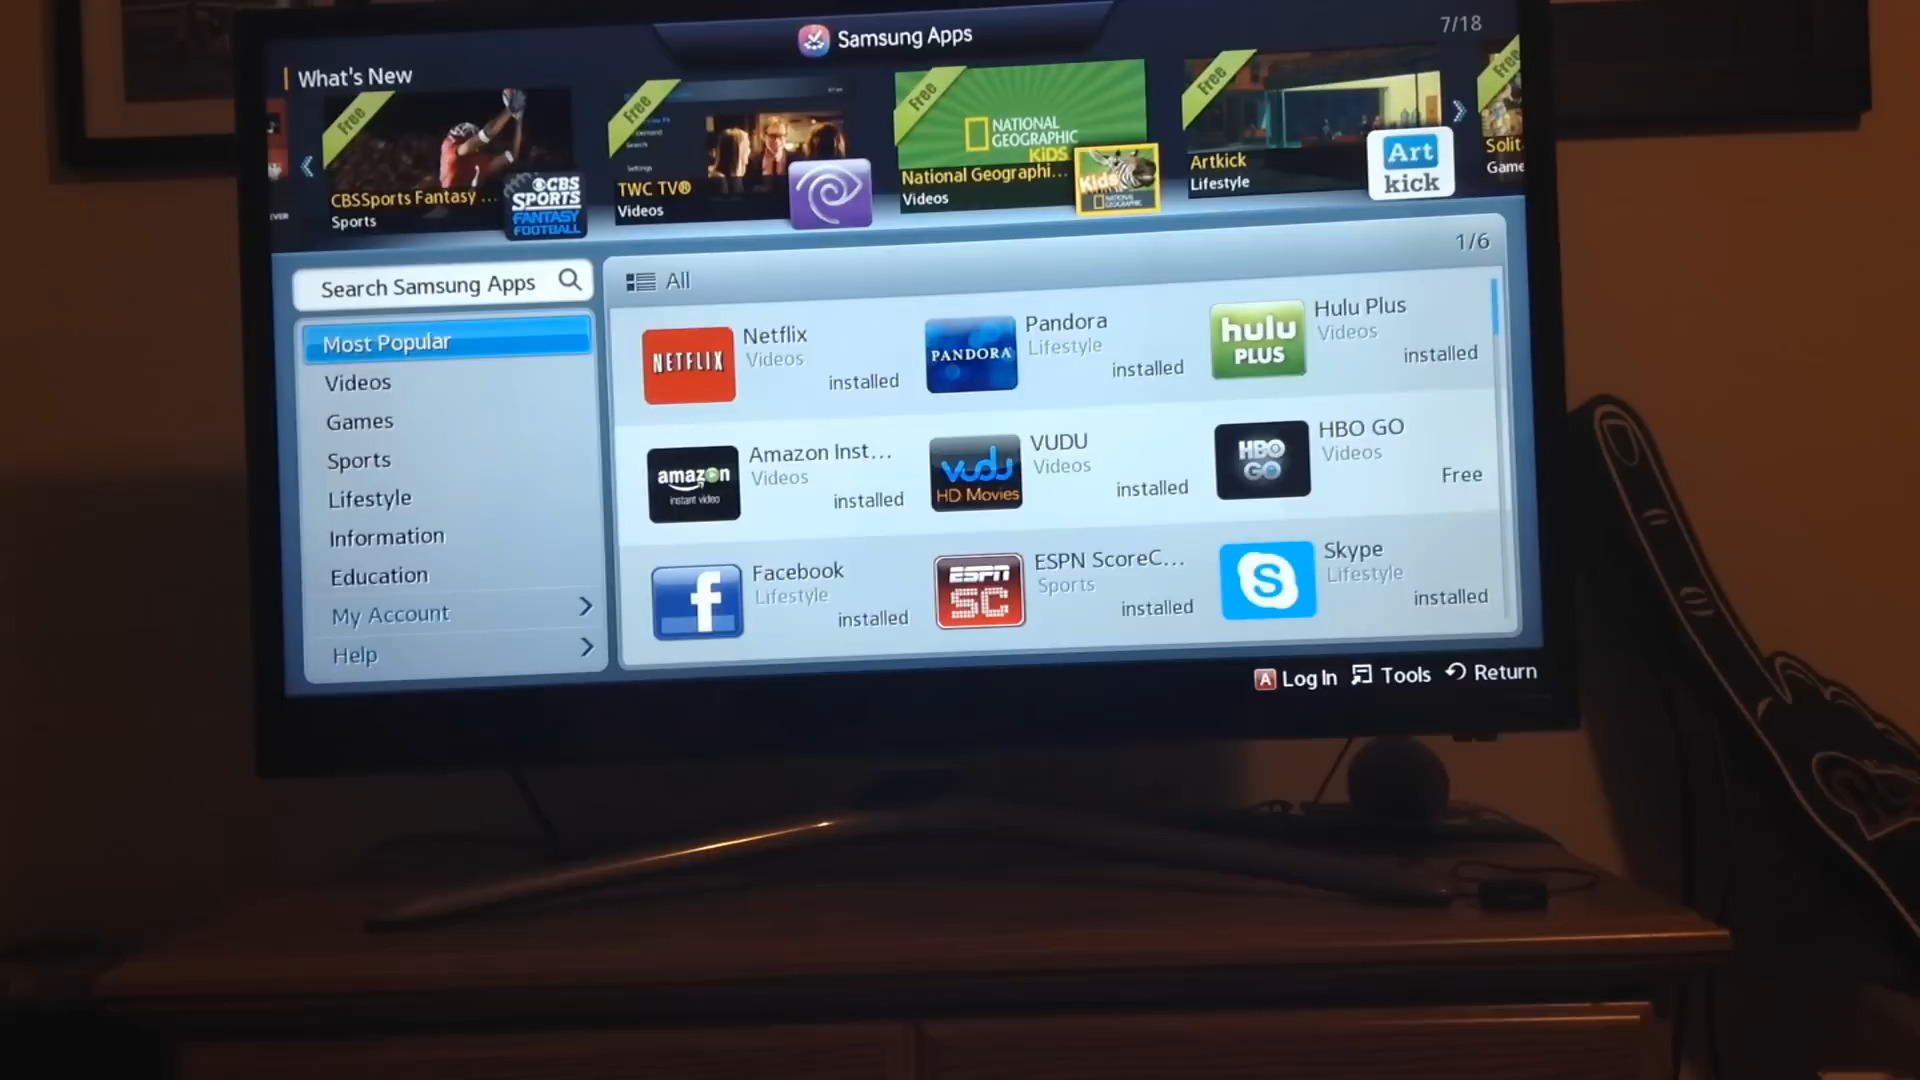 Samsung Apps
7/18
What's New
Free
CBSSports Fantasy ...
Sports
CBS
SPORTS
FANTASY
FOOTBALL
Free
TWC TV®
Videos
Free
NATIONAL
GEOGRAPHIC
KIDS
National Geographi...
Videos
Kids
NATIONAL
GEOGRAPHIC
Free
Artkick
Lifestyle
Art
kick
Free
Solit
Game
Search Samsung Apps
Most Popular
Videos
Games
Sports
Lifestyle
Information
Education
My Account
Help
All
1/6
NETFLIX
Netflix
Videos
installed
PANDORA
Pandora
Lifestyle
installed
hulu
PLUS
Hulu Plus
Videos
installed
amazon
instant video
Amazon Inst...
Videos
installed
vudu
HD Movies
VUDU
Videos
installed
HBO
GO
HBO GO
Videos
Free
f
Facebook
Lifestyle
installed
ESPN
SC
ESPN ScoreC...
Sports
installed
S
Skype
Lifestyle
installed
A Log In Tools Return